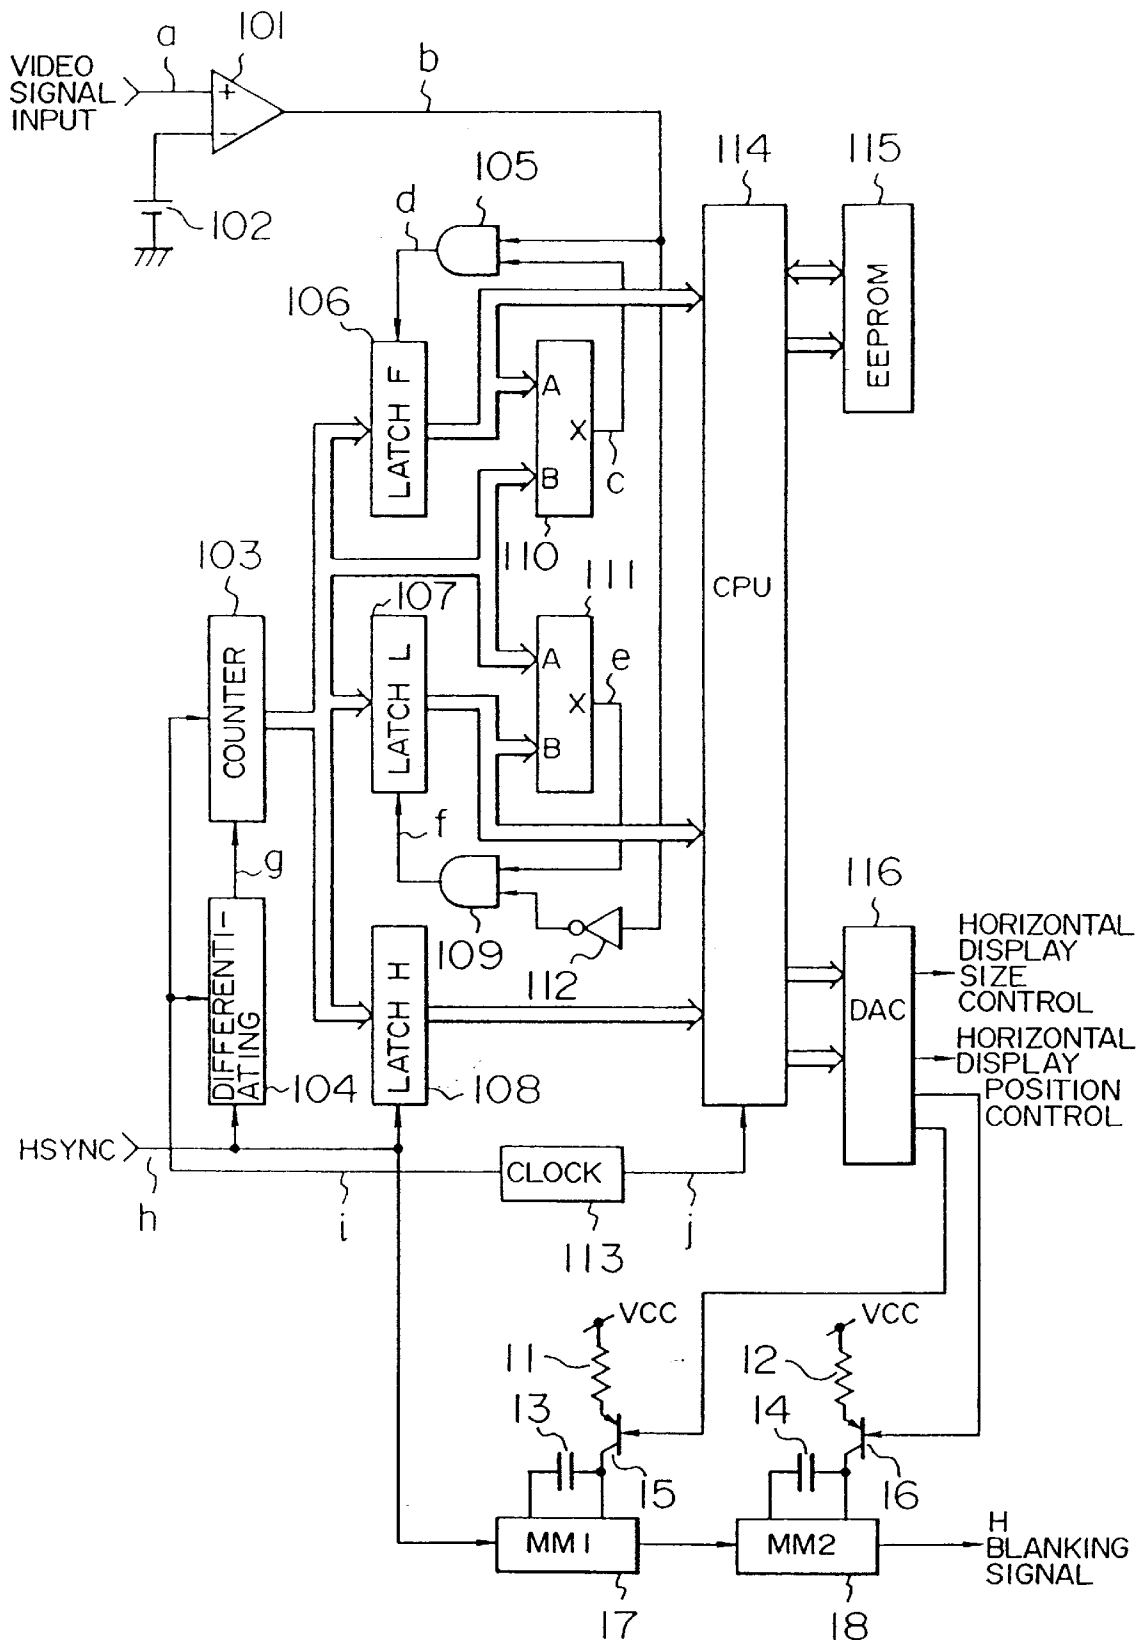 a
101
VIDEO
SIGNAL
INPUT
+
−
b
102
105
d
114
115
106
LATCH F
A
B
X
c
110
CPU
EEPROM
103
COUNTER
107
LATCH L
111
A
B
X
e
f
g
109
112
116
DIFFERENTI-
ATING
104
LATCH H
108
DAC
HORIZONTAL
DISPLAY
SIZE
CONTROL
HORIZONTAL
DISPLAY
POSITION
CONTROL
HSYNC
h
i
CLOCK
113
j
VCC
11
13
15
VCC
12
14
16
MM1
17
MM2
18
H
BLANKING
SIGNAL